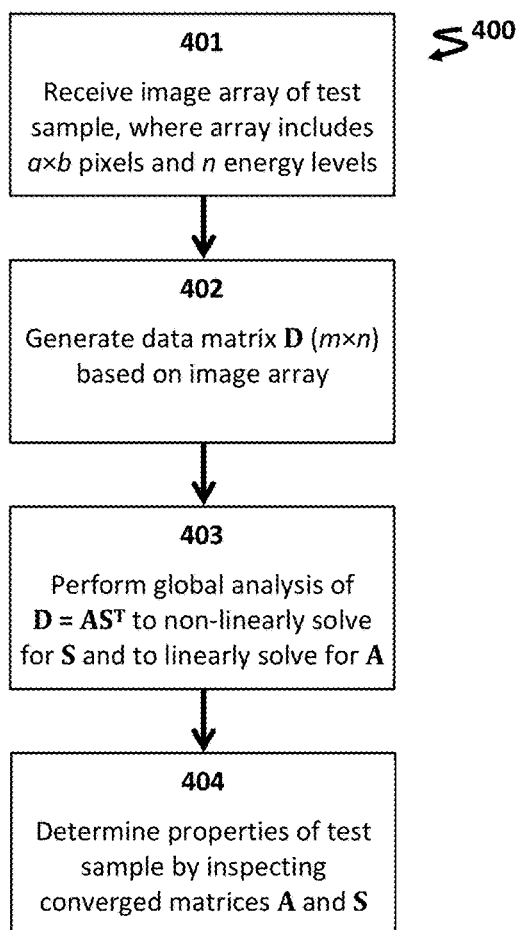 400
401
Receive image array of test
sample, where array includes
a×b pixels and n energy levels
402
Generate data matrix D (m×n)
based on image array
403
Perform global analysis of
D = ASᵀ to non-linearly solve
for S and to linearly solve for A
404
Determine properties of test
sample by inspecting
converged matrices A and S